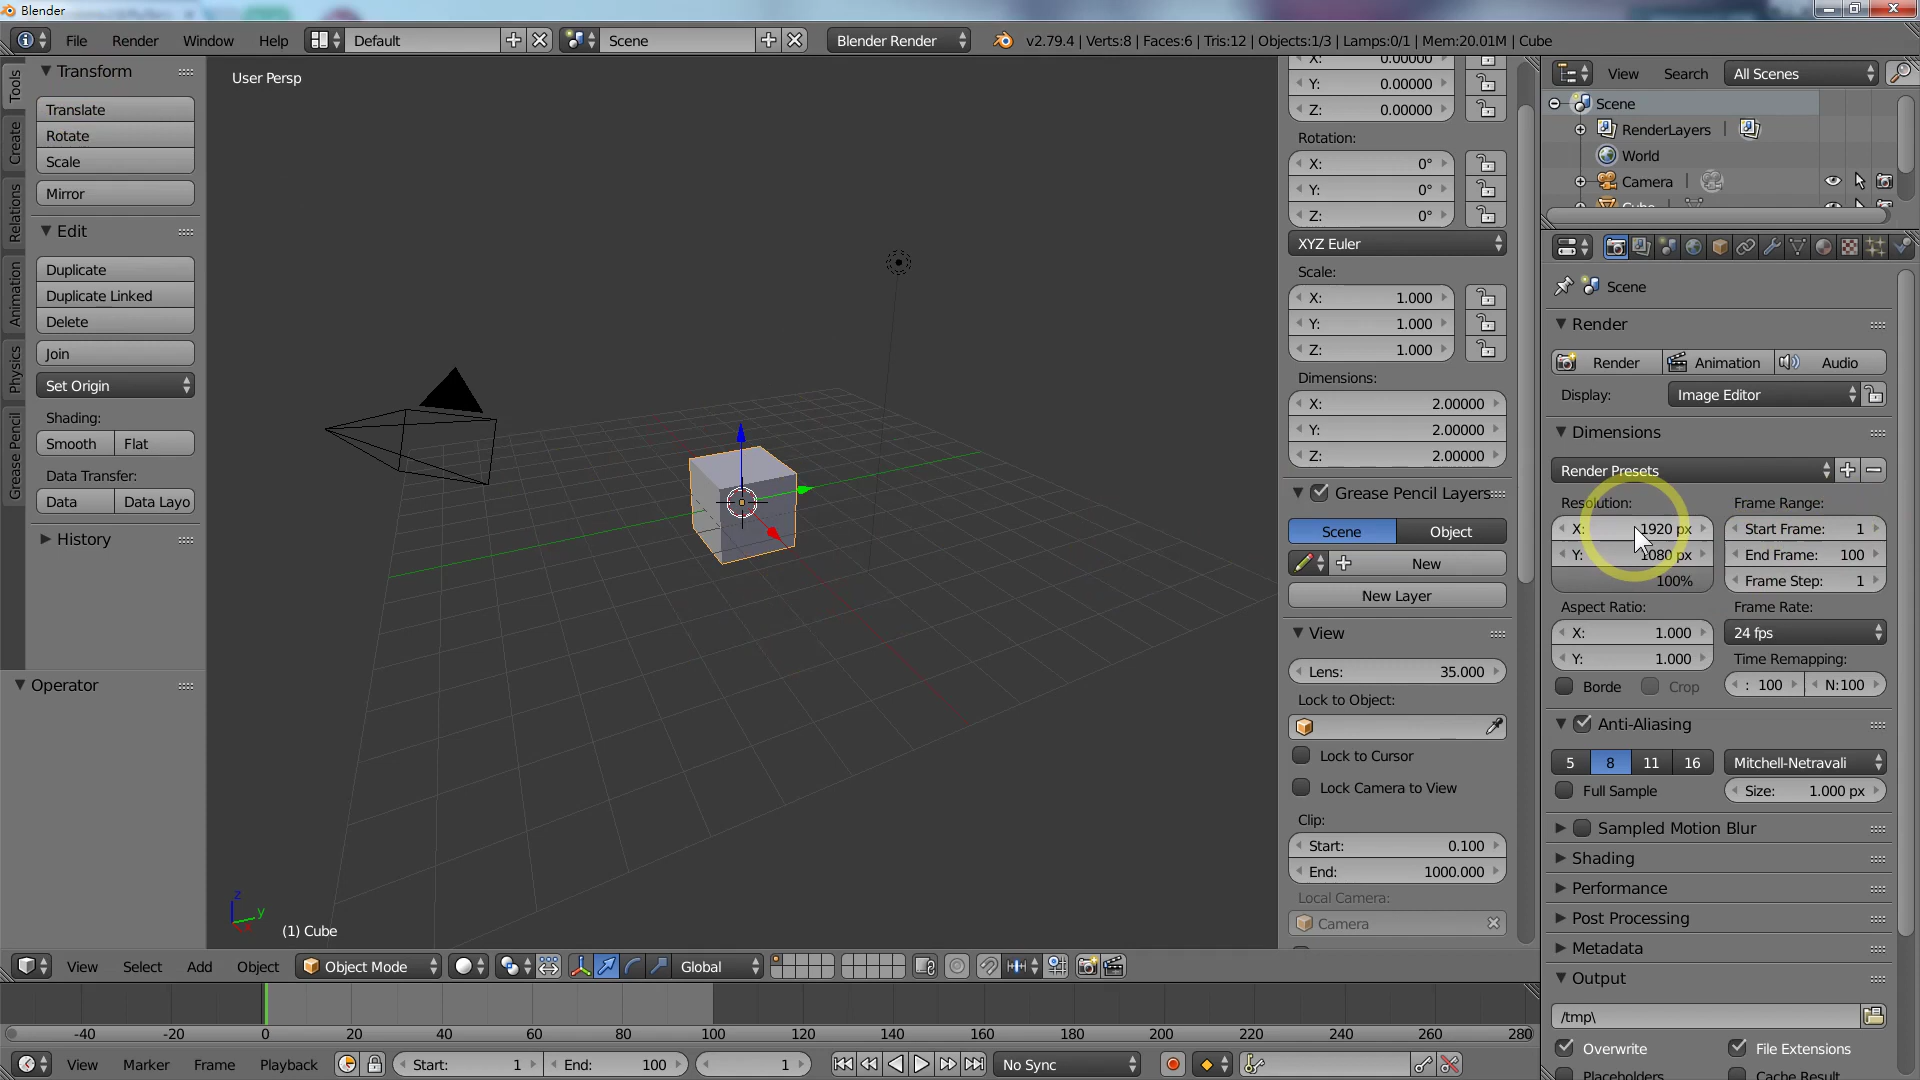 Blender
File Render Window Help Default Scene Blender Render v2.79.4 | Verts:8 | Faces:6 | Tris:12 | Objects:1/3 | Lamps:0/1 | Mem:20.01M | Cube
Tools
Create
Relations
Animation
Physics
Grease Pencil
Transform
Translate
Rotate
Scale
Mirror
Edit
Duplicate
Duplicate Linked
Delete
Join
Set Origin
Shading:
Smooth Flat
Data Transfer:
Data Data Layo
History
Operator
User Persp
z
y
(1) Cube
X: 0.00000
Y: 0.00000
Z: 0.00000
Rotation:
X: 0°
Y: 0°
Z: 0°
XYZ Euler
Scale:
X: 1.000
Y: 1.000
Z: 1.000
Dimensions:
X: 2.00000
Y: 2.00000
Z: 2.00000
Grease Pencil Layers
Scene Object
New
New Layer
View
Lens: 35.000
Lock to Object:
Lock to Cursor
Lock Camera to View
Clip:
Start: 0.100
End: 1000.000
Local Camera:
Camera
View Search All Scenes
Scene
RenderLayers
World
Camera
Cube
Scene
Render
Render Animation Audio
Display: Image Editor
Dimensions
Render Presets
Resolution: Frame Range:
X: 1920 px Start Frame: 1
Y: 1080 px End Frame: 100
100% Frame Step: 1
Aspect Ratio: Frame Rate:
X: 1.000 24 fps
Y: 1.000 Time Remapping:
Borde Crop : 100 N:100
Anti-Aliasing
5 8 11 16 Mitchell-Netravali
Full Sample Size: 1.000 px
Sampled Motion Blur
Shading
Performance
Post Processing
Metadata
Output
/tmp\
Overwrite File Extensions
Placeholders Cache Result
View Select Add Object Object Mode Global
-40 -20 0 20 40 60 80 100 120 140 160 180 200 220 240 260 280
View Marker Frame Playback Start: 1 End: 100 1 No Sync